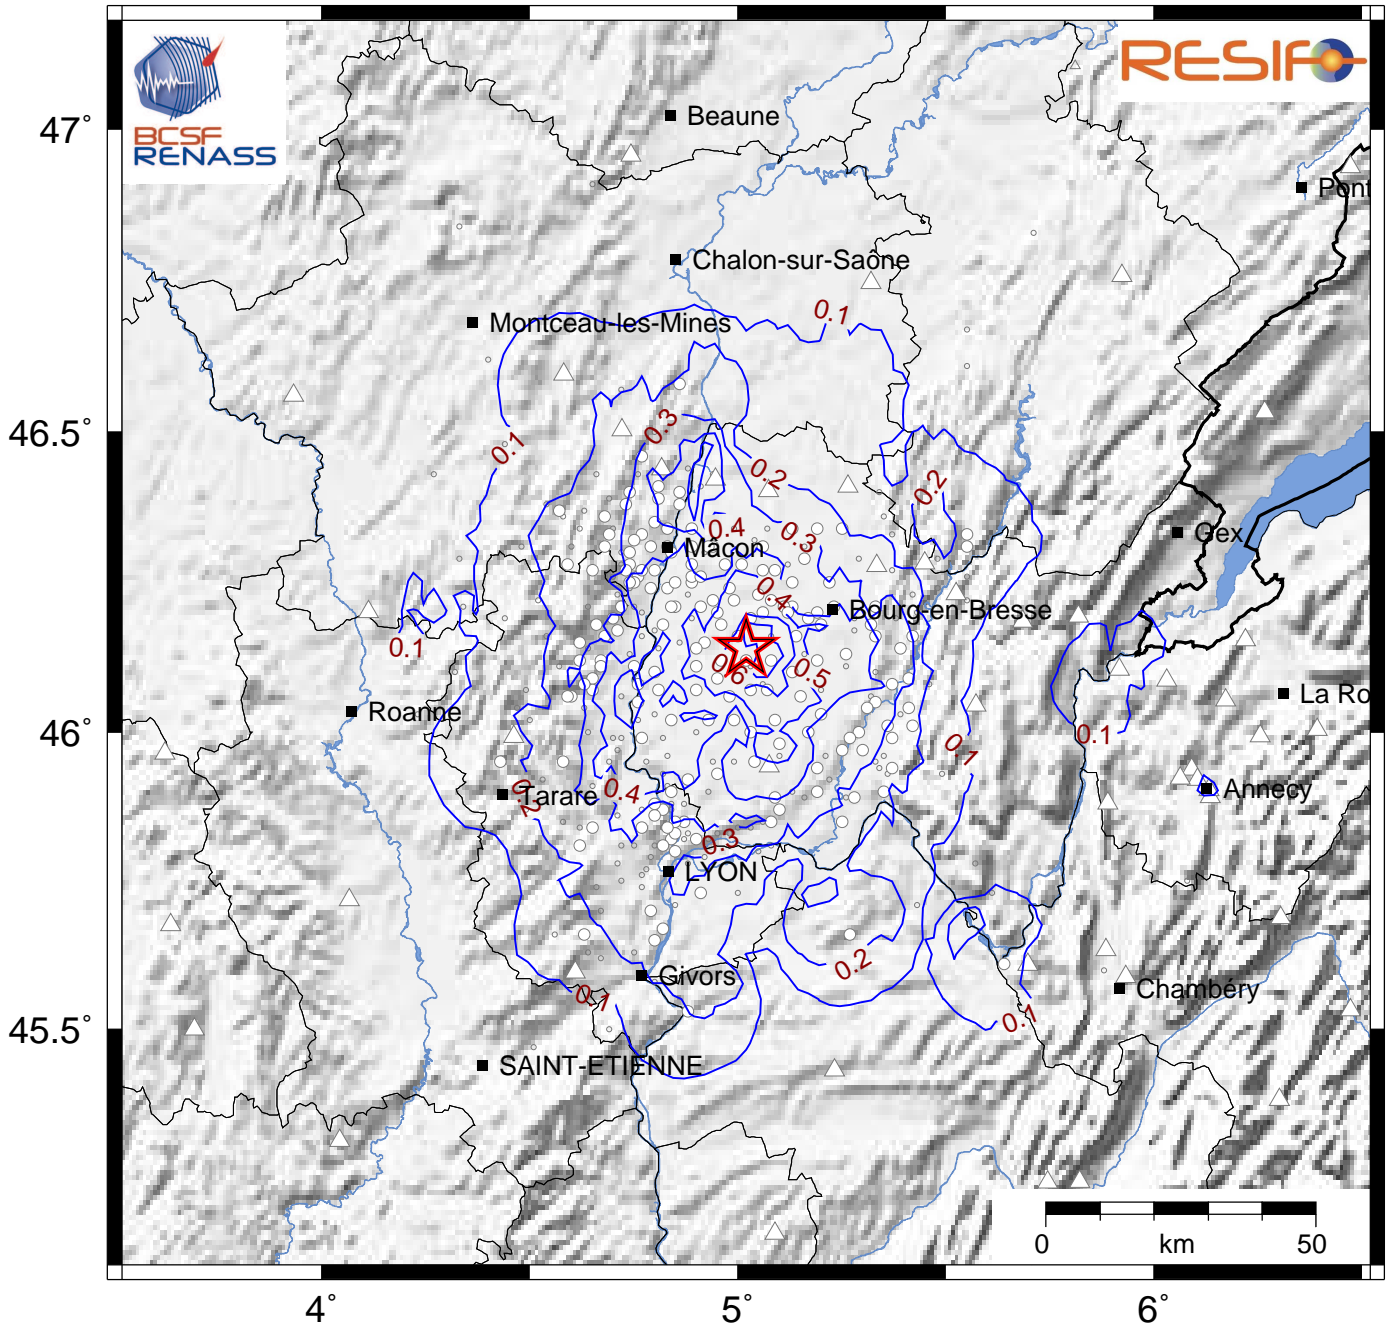 BCSF
RENASS
RESIF
47°
46.5°
46°
45.5°
4°
5°
6°
Beaune
Pont
Chalon-sur-Saône
Montceau-les-Mines
Mâcon
Gex
Bourg-en-Bresse
La Ro
Roanne
Tarare
Annecy
LYON
Givors
Chambéry
SAINT-ETIENNE
0.1
0.1
0.3
0.2
0.2
0.4
0.3
0.4
0.1
0.6
0.5
0.1
0.1
0.2
0.4
0.3
0.2
0.1
0.1
0 km 50